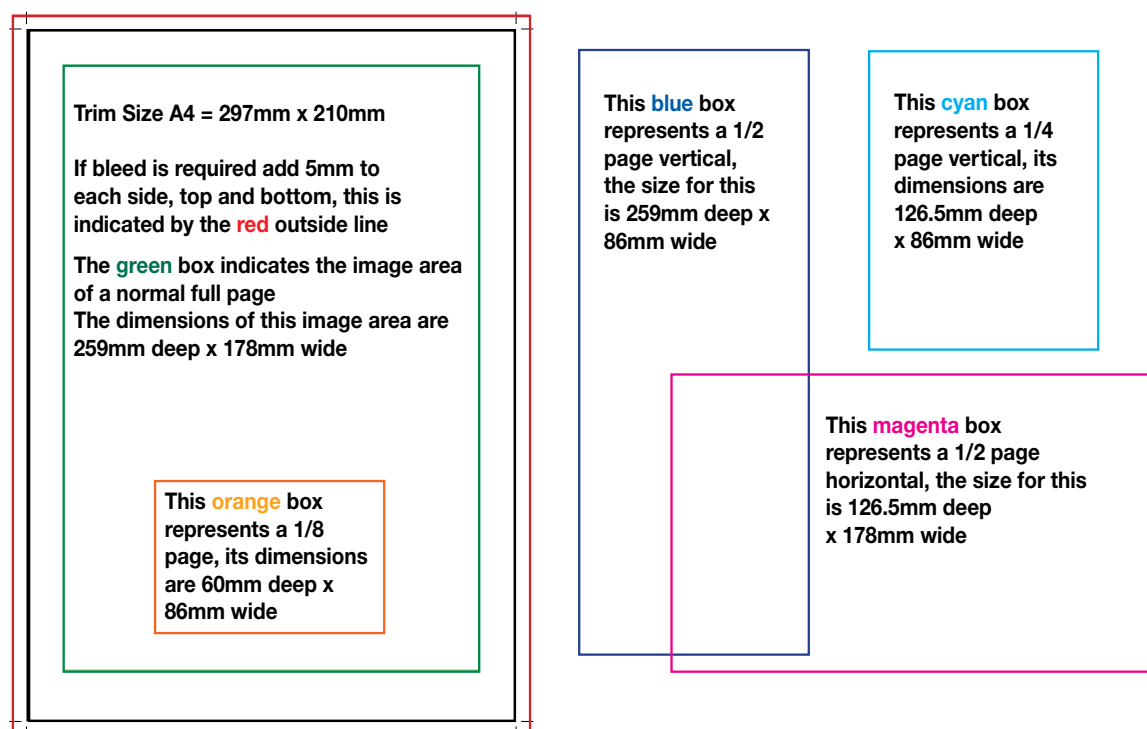 Trim Size A4 = 297mm x 210mm
If bleed is required add 5mm to
each side, top and bottom, this is
indicated by the red outside line
The green box indicates the image area
of a normal full page
The dimensions of this image area are
259mm deep x 178mm wide
This orange box
represents a 1/8
page, its dimensions
are 60mm deep x
86mm wide
This blue box
represents a 1/2
page vertical,
the size for this
is 259mm deep x
86mm wide
This cyan box
represents a 1/4
page vertical, its
dimensions are
126.5mm deep
x 86mm wide
This magenta box
represents a 1/2 page
horizontal, the size for this
is 126.5mm deep
x 178mm wide